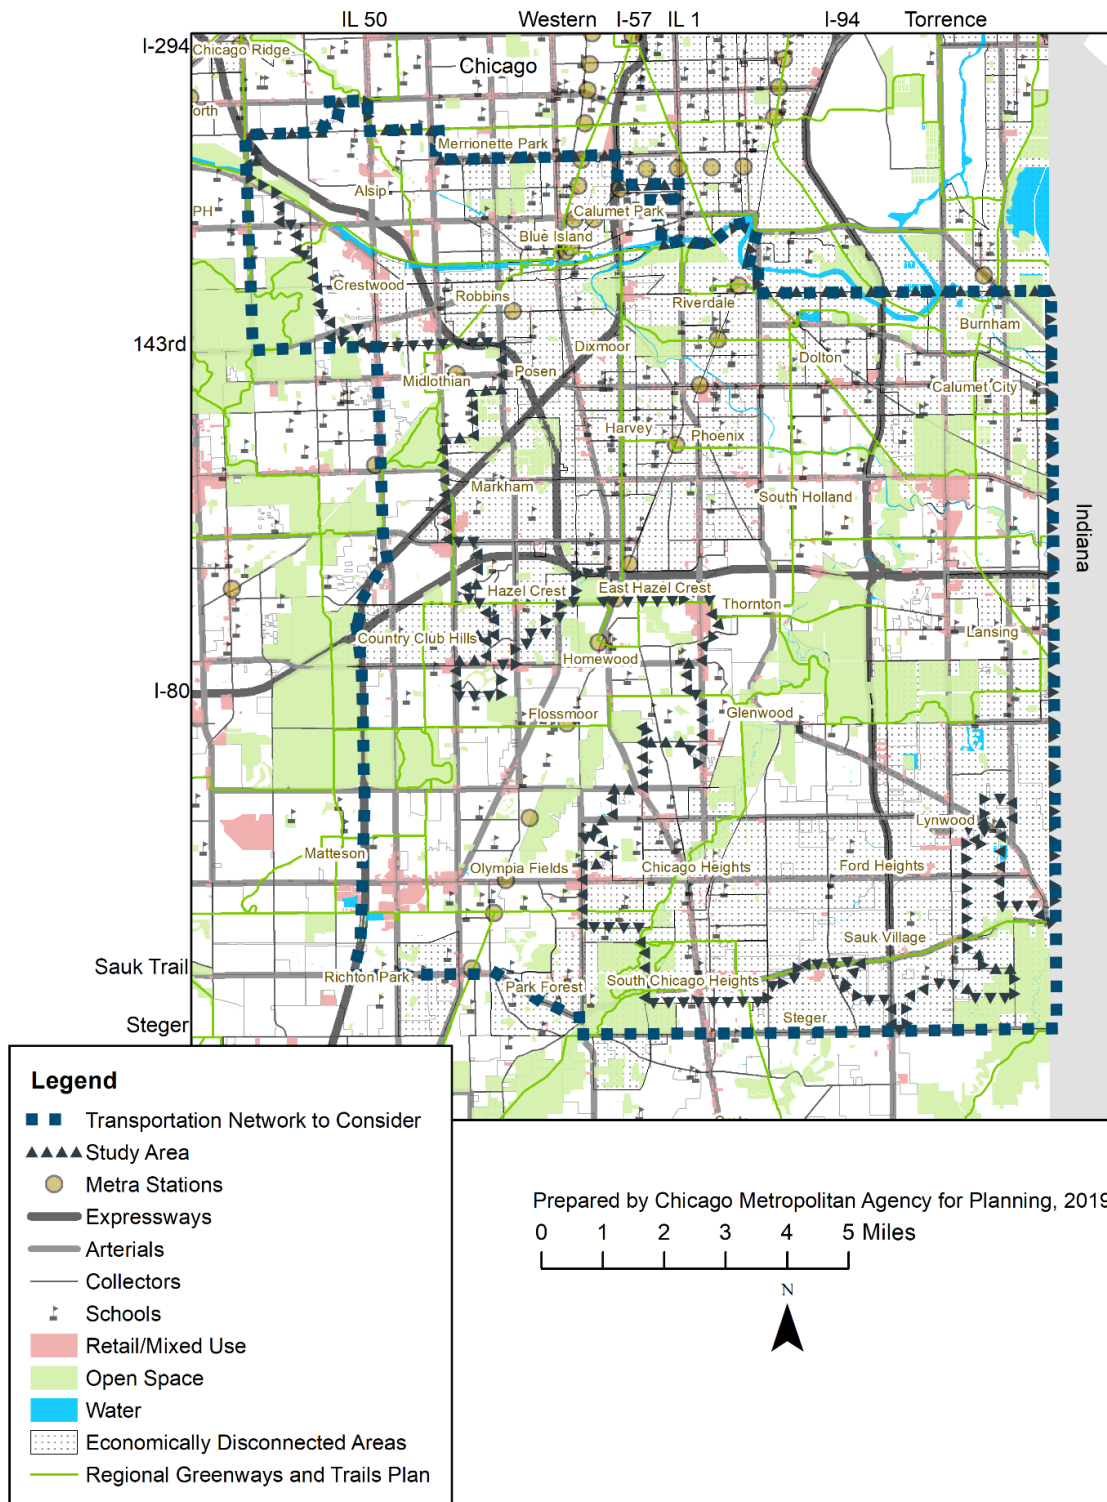 IL 50
Western
I-57
IL 1
I-94
Torrence
I-294
Chicago Ridge
Chicago
orth
Merrionette Park
Alsip
PH
Calumet Park
Blue Island
Crestwood
Robbins
Riverdale
Burnham
143rd
Dixmoor
Dolton
Posen
Midlothian
Calumet City
Harvey
Phoenix
Markham
South Holland
Indiana
Hazel Crest
East Hazel Crest
Thornton
Country Club Hills
Lansing
Homewood
I-80
Flossmoor
Glenwood
Lynwood
Matteson
Olympia Fields
Chicago Heights
Ford Heights
Sauk Village
Sauk Trail
Richton Park
Park Forest
South Chicago Heights
Steger
Steger
Legend
Transportation Network to Consider
Study Area
Metra Stations
Expressways
Arterials
Collectors
Schools
Retail/Mixed Use
Open Space
Water
Economically Disconnected Areas
Regional Greenways and Trails Plan
Prepared by Chicago Metropolitan Agency for Planning, 2019
0 1 2 3 4 5 Miles
N